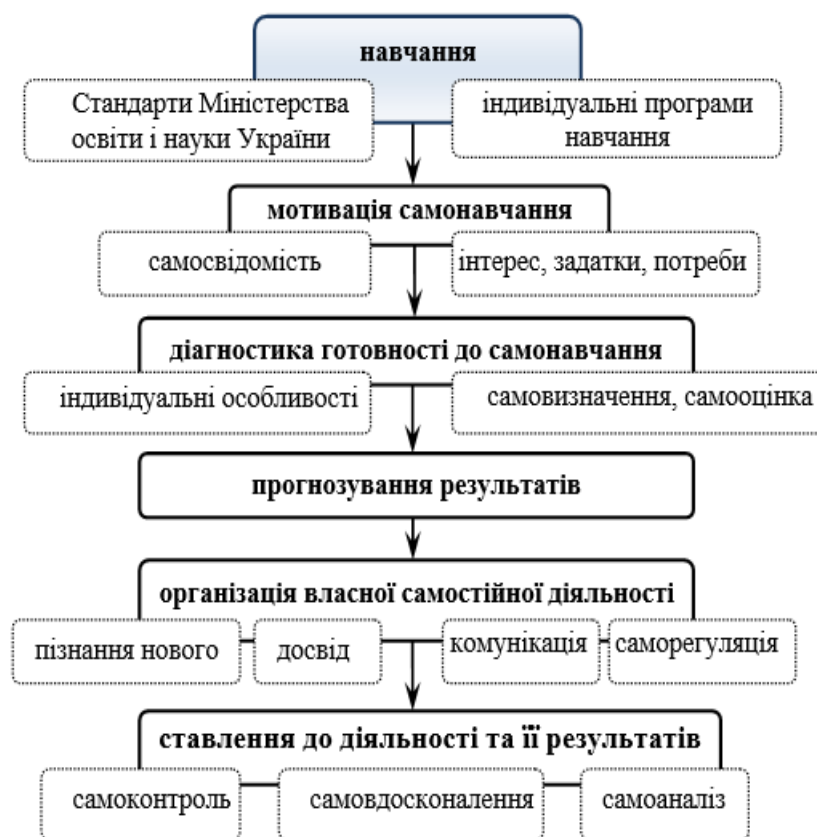 навчання
Стандарти Міністерства
освіти і науки України
індивідуальні програми
навчання
мотивація самонавчання
самосвідомість
інтерес, задатки, потреби
діагностика готовності до самонавчання
індивідуальні особливості
самовизначення, самооцінка
прогнозування результатів
організація власної самостійної діяльності
пізнання нового
досвід
комунікація
саморегуляція
ставлення до діяльності та її результатів
самоконтроль
самовдосконалення
самоаналіз